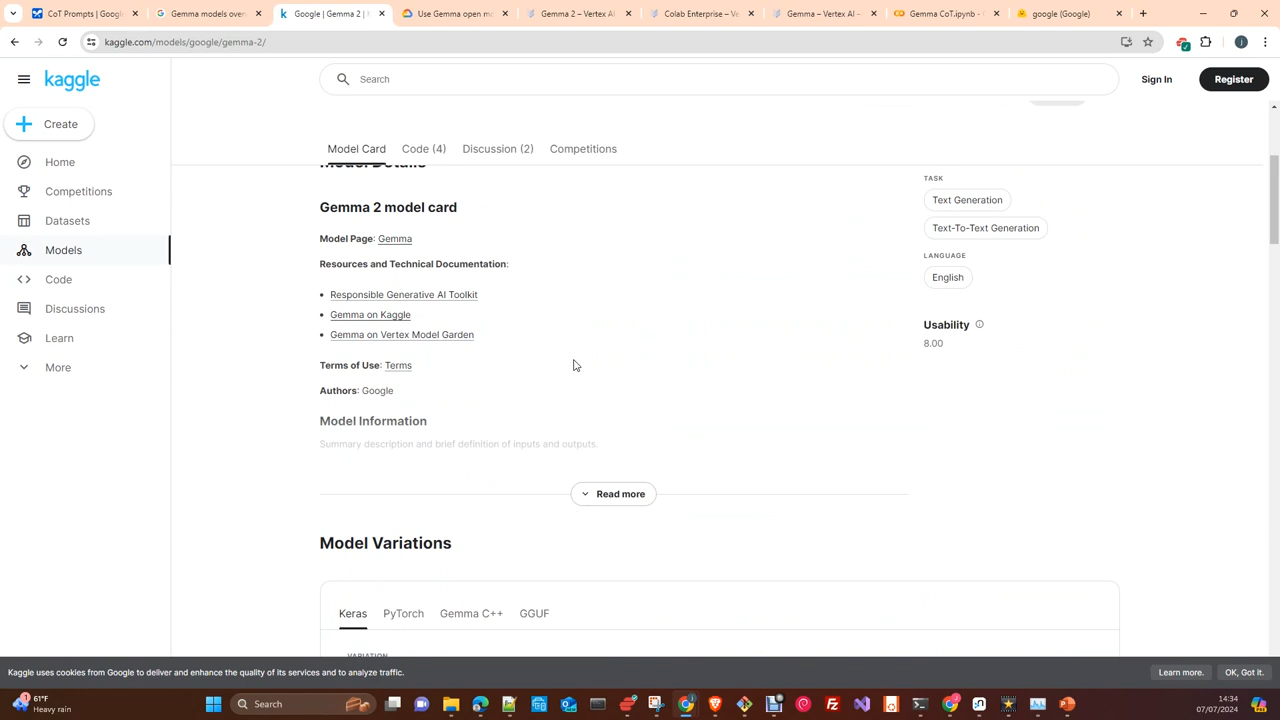 CoT Prompts | Google
Gemma models over
Google | Gemma 2 | K
Use Gemma open mo
Gemma 2 – Vertex AI –
Colab Enterprise – Ve
Gemma – Vertex AI –
Gemma CoT.ipynb -
google (Google)
kaggle.com/models/google/gemma-2/
kaggle
Search
Sign In
Register
Create
Home
Competitions
Datasets
Models
Code
Discussions
Learn
More
Model Card
Code (4)
Discussion (2)
Competitions
Model Details
Gemma 2 model card
Model Page: Gemma
Resources and Technical Documentation:
• Responsible Generative AI Toolkit
• Gemma on Kaggle
• Gemma on Vertex Model Garden
Terms of Use: Terms
Authors: Google
Model Information
Summary description and brief definition of inputs and outputs.
Read more
Model Variations
Keras
PyTorch
Gemma C++
GGUF
VARIATION
TASK
Text Generation
Text-To-Text Generation
LANGUAGE
English
Usability
8.00
Kaggle uses cookies from Google to deliver and enhance the quality of its services and to analyze traffic.
Learn more.
OK, Got it.
1
61°F
Heavy rain
Search
14:34
07/07/2024